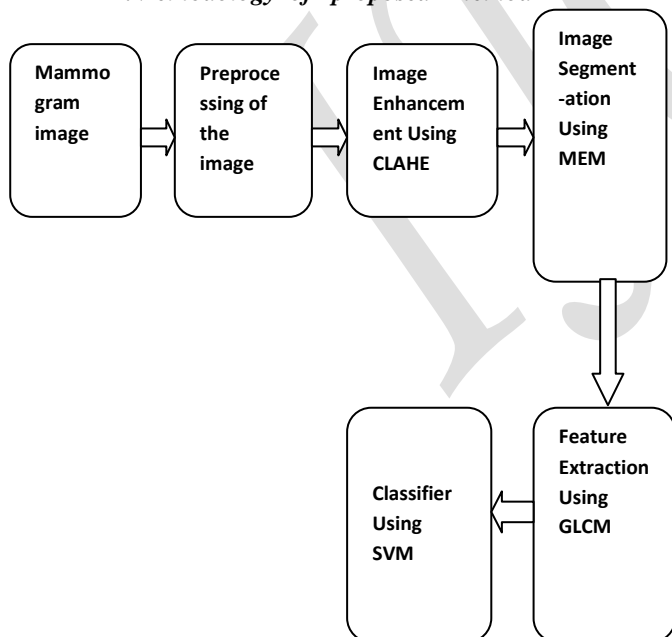 Mammo
gram
image
Preproce
ssing of
the
image
Image
Enhancem
ent Using
CLAHE
Image
Segment
-ation
Using
MEM
Feature
Extraction
Using
GLCM
Classifier
Using
SVM